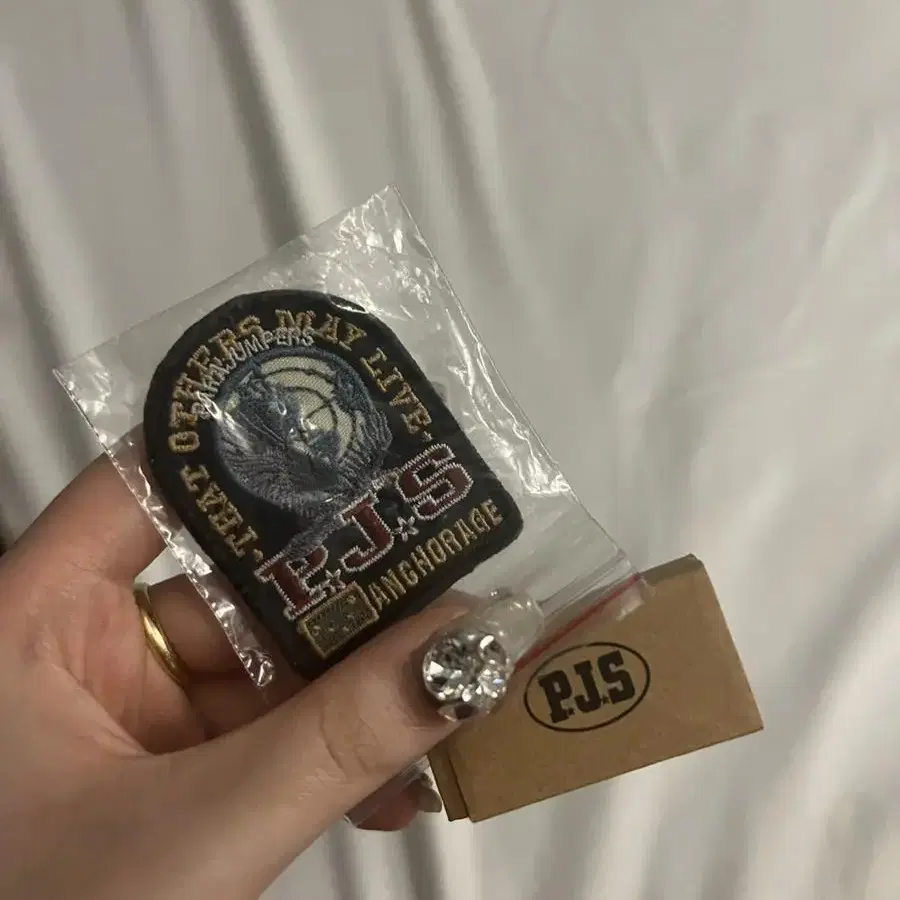 THAT OTHERS MAY LIVE
PARAJUMPERS
P.J.S
ANCHORAGE
P.J.S